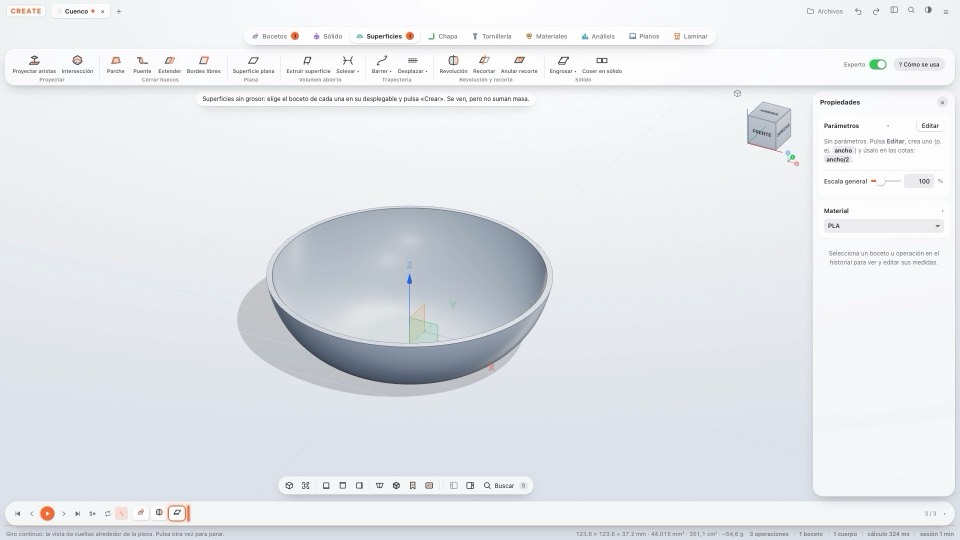 CREATE
Cuenco
Archivos
Bocetos 1
Sólido
Superficies
Chapa
Tornillería
Materiales
Análisis
Planos
Laminar
Proyectar aristas
Intersección
Parche
Puente
Extender
Bordes libres
Superficie plana
Extruir superficie
Solevar
Barrer
Desplazar
Revolución
Recortar
Anular recorte
Engrosar
Coser en sólido
Experto
? Cómo se usa
Proyectar
Cerrar huecos
Plana
Volumen abierto
Trayectoria
Revolución y recorte
Sólido
Superficies sin grosor: elige el boceto de cada una en su desplegable y pulsa «Crear». Se ven, pero no suman masa.
FRENTE
Z
Y
X
Propiedades
Parámetros
Editar
Sin parámetros. Pulsa Editar, crea uno (p.
ej. ancho ) y úsalo en las cotas:
ancho/2 .
Escala general
100 %
Material
PLA
Selecciona un boceto u operación en el
historial para ver y editar sus medidas.
Buscar S
1×
3 / 3
Giro continuo: la vista da vueltas alrededor de la pieza. Pulsa otra vez para parar.
123,6 × 123,6 × 37,2 mm · 44.015 mm² · 351,1 cm³ · ~54,6 g
3 operaciones
1 boceto
1 cuerpo
cálculo 324 ms
sesión 1 min